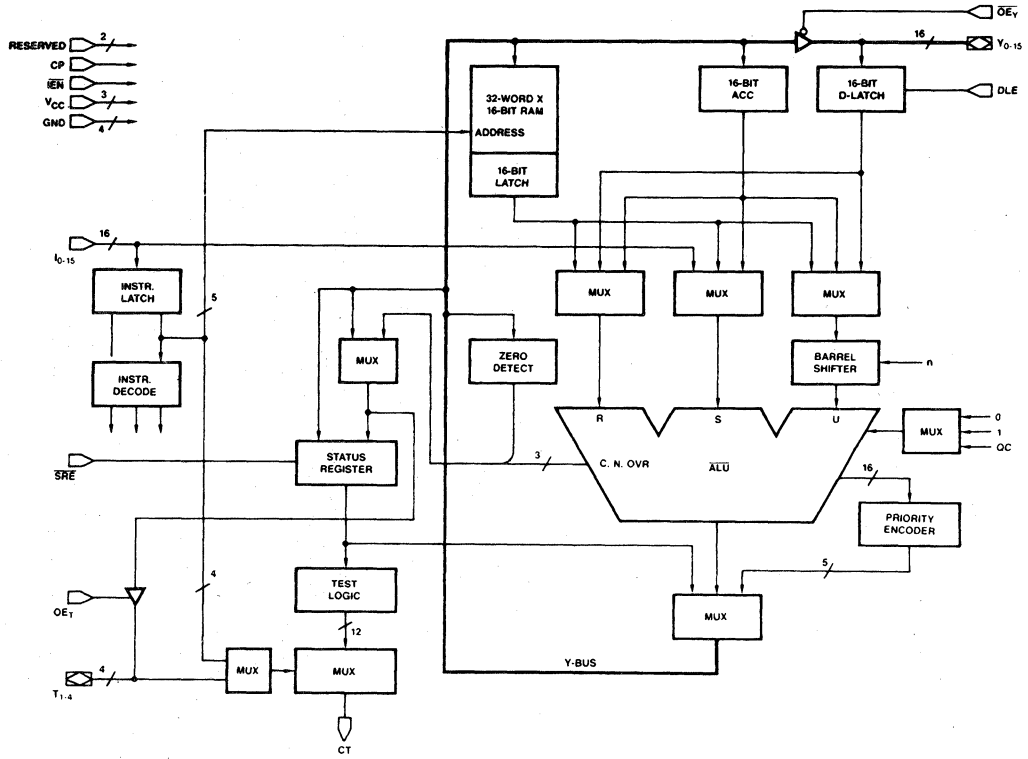 RESERVED 2
CP
IEN
VCC 3
GND 4
OEY
16 Y0-15
DLE
32-WORD X
16-BIT RAM
ADDRESS
16-BIT
LATCH
16-BIT
ACC
16-BIT
D-LATCH
16
I0-15
INSTR.
LATCH
5
INSTR.
DECODE
MUX
ZERO
DETECT
MUX
MUX
MUX
BARREL
SHIFTER
n
R
S
U
MUX
0
1
QC
SRE
STATUS
REGISTER
3
C. N. OVR
ALU
16
PRIORITY
ENCODER
5
OET
4
TEST
LOGIC
12
MUX
T1-4
4
MUX
MUX
Y-BUS
CT